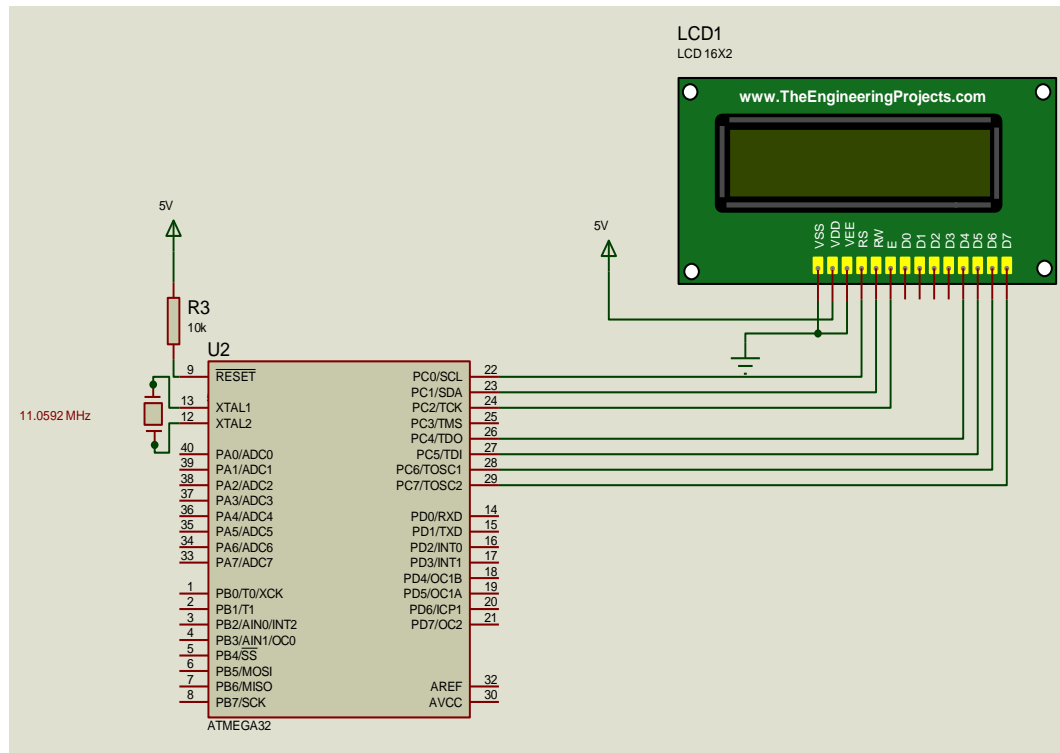 LCD1
LCD 16X2
www.TheEngineeringProjects.com
VSS
VDD
VEE
RS
RW
E
D0
D1
D2
D3
D4
D5
D6
D7
5V
5V
R3
10k
U2
11.0592 MHz
9 RESET
13 XTAL1
12 XTAL2
40 PA0/ADC0
39 PA1/ADC1
38 PA2/ADC2
37 PA3/ADC3
36 PA4/ADC4
35 PA5/ADC5
34 PA6/ADC6
33 PA7/ADC7
1 PB0/T0/XCK
2 PB1/T1
3 PB2/AIN0/INT2
4 PB3/AIN1/OC0
5 PB4/SS
6 PB5/MOSI
7 PB6/MISO
8 PB7/SCK
PC0/SCL 22
PC1/SDA 23
PC2/TCK 24
PC3/TMS 25
PC4/TDO 26
PC5/TDI 27
PC6/TOSC1 28
PC7/TOSC2 29
PD0/RXD 14
PD1/TXD 15
PD2/INT0 16
PD3/INT1 17
PD4/OC1B 18
PD5/OC1A 19
PD6/ICP1 20
PD7/OC2 21
AREF 32
AVCC 30
ATMEGA32